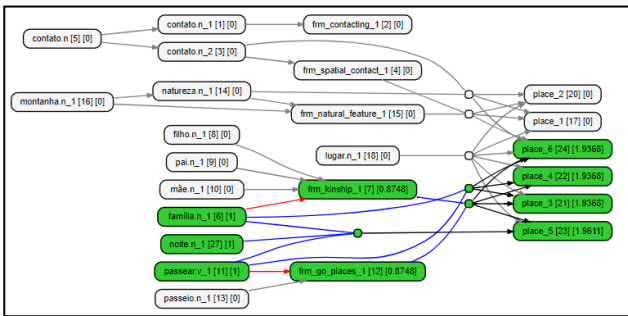 contato.n_1 [1] [0]
frm_contacting_1 [2] [0]
contato.n [5] [0]
contato.n_2 [3] [0]
frm_spatial_contact_1 [4] [0]
natureza.n_1 [14] [0]
place_2 [20] [0]
montanha.n_1 [16] [0]
frm_natural_feature_1 [15] [0]
place_1 [17] [0]
filho.n_1 [8] [0]
place_6 [24] [1.9368]
lugar.n_1 [18] [0]
pai.n_1 [9] [0]
place_4 [22] [1.9368]
mãe.n_1 [10] [0]
frm_kinship_1 [7] [0.8748]
place_3 [21] [1.9368]
família.n_1 [6] [1]
place_5 [23] [1.9611]
noite.n_1 [27] [1]
passear.v_1 [11] [1]
frm_go_places_1 [12] [0.8748]
passeio.n_1 [13] [0]